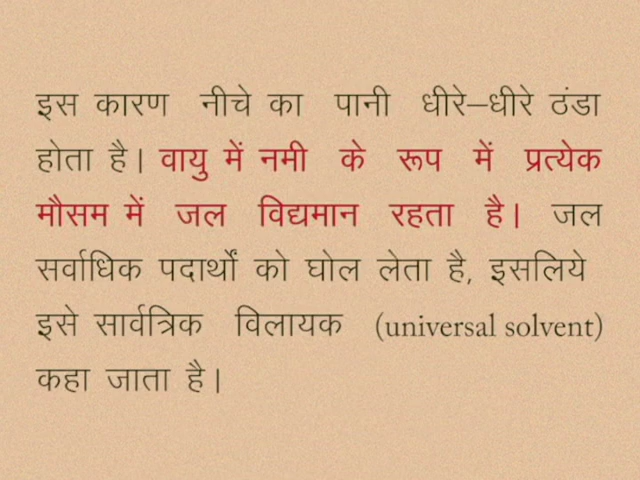 इस कारण नीचे का पानी धीरे–धीरे ठंडा
होता है। वायु में नमी के रूप में प्रत्येक
मौसम में जल विद्यमान रहता है। जल
सर्वाधिक पदार्थों को घोल लेता है, इसलिये
इसे सार्वत्रिक विलायक (universal solvent)
कहा जाता है।